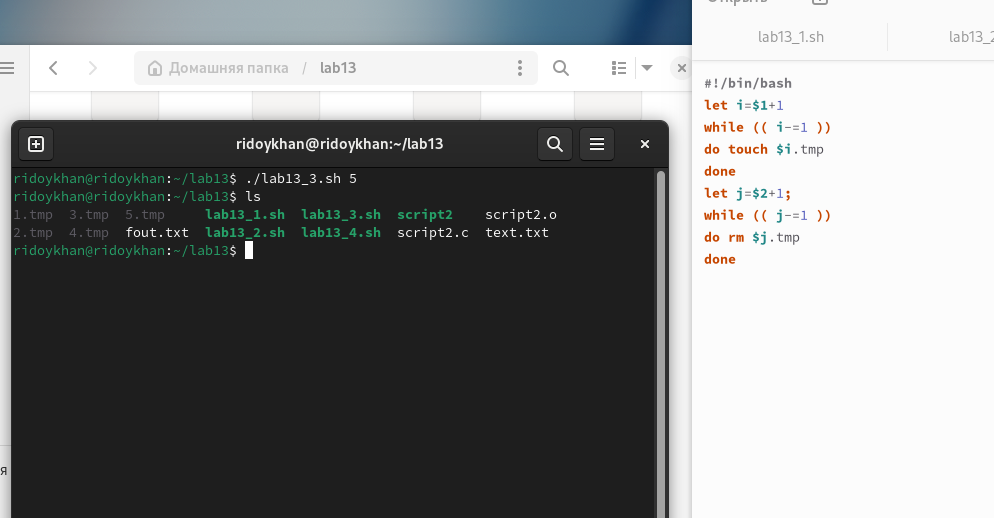 Открыть
lab13_1.sh lab13_2
Домашняя папка / lab13
ridoykhan@ridoykhan:~/lab13
ridoykhan@ridoykhan:~/lab13$ ./lab13_3.sh 5
ridoykhan@ridoykhan:~/lab13$ ls
1.tmp 3.tmp 5.tmp lab13_1.sh lab13_3.sh script2 script2.o
2.tmp 4.tmp fout.txt lab13_2.sh lab13_4.sh script2.c text.txt
ridoykhan@ridoykhan:~/lab13$
я
#!/bin/bash
let i=$1+1
while (( i-=1 ))
do touch $i.tmp
done
let j=$2+1;
while (( j-=1 ))
do rm $j.tmp
done